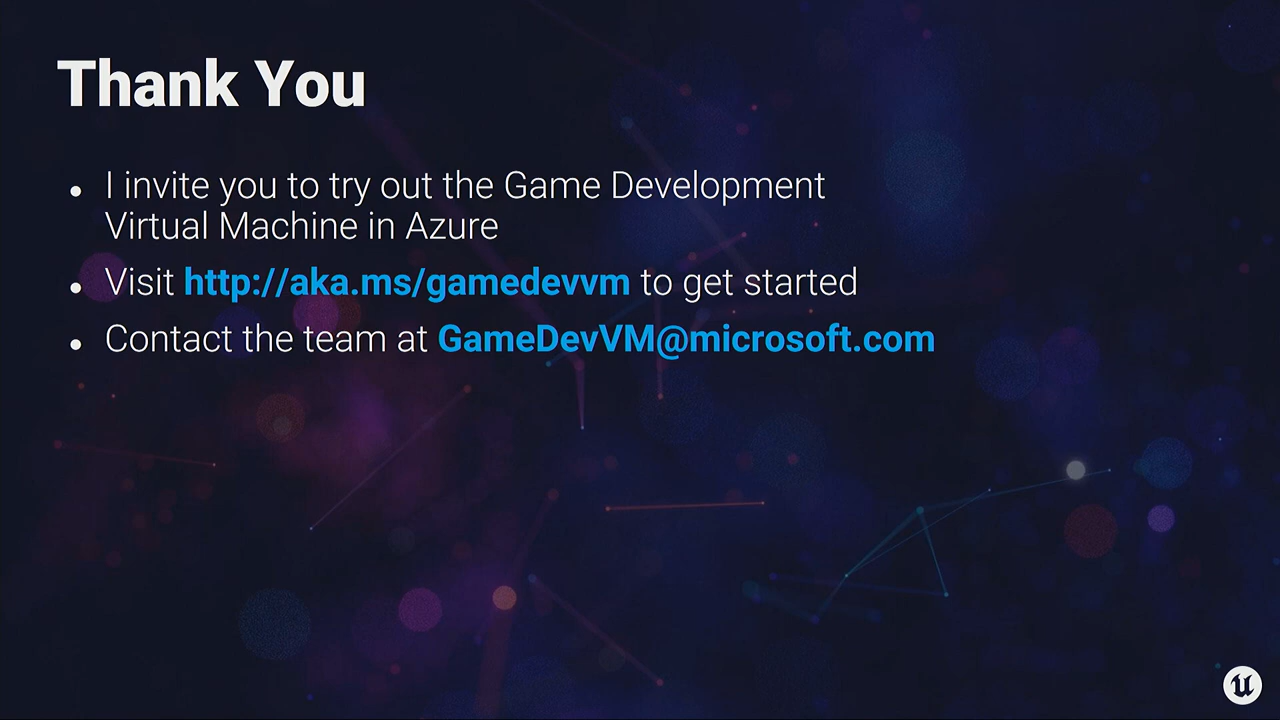 Thank You
• I invite you to try out the Game Development
Virtual Machine in Azure
• Visit http://aka.ms/gamedevvm to get started
• Contact the team at GameDevVM@microsoft.com